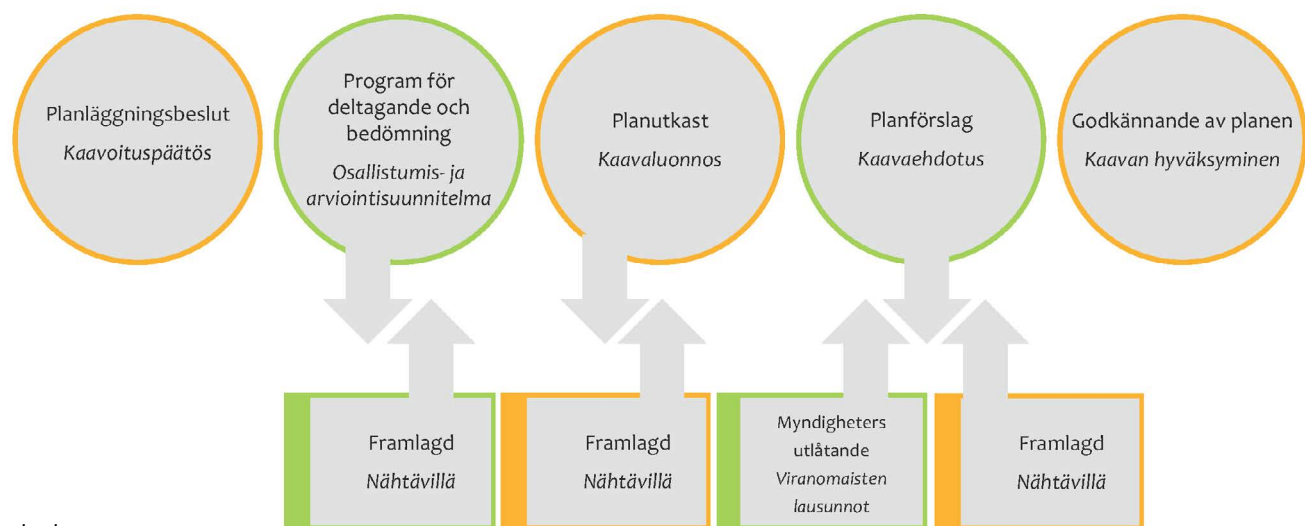 Planläggningsbeslut
Kaavoituspäätös
Program för
deltagande och
bedömning
Osallistumis- ja
arviointisuunnitelma
Planutkast
Kaavaluonnos
Planförslag
Kaavaehdotus
Godkännande av planen
Kaavan hyväksyminen
Framlagd
Nähtävillä
Framlagd
Nähtävillä
Myndigheters
utlåtande
Viranomaisten
lausunnot
Framlagd
Nähtävillä